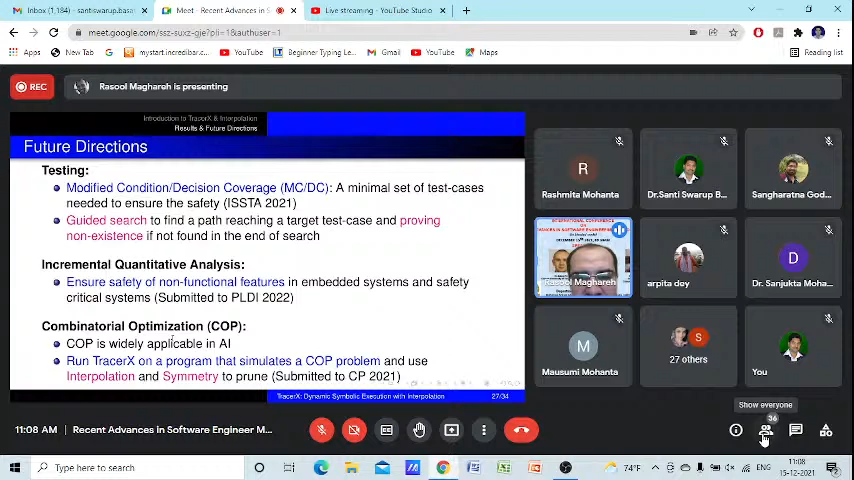 Inbox (1,184) - santiswarup.basa
Meet - Recent Advances in S
Live streaming - YouTube Studio
meet.google.com/ssz-suxz-gje?pli=1&authuser=1
Apps
New Tab
G
mystart.incredibar.c...
YouTube
Beginner Typing Le...
Gmail
YouTube
Maps
Reading list
REC
Rasool Maghareh is presenting
Introduction to TracerX & Interpolation
Results & Future Directions
Future Directions
Testing:
Modified Condition/Decision Coverage (MC/DC): A minimal set of test-cases
needed to ensure the safety (ISSTA 2021)
Guided search to find a path reaching a target test-case and proving
non-existence if not found in the end of search
Incremental Quantitative Analysis:
Ensure safety of non-functional features in embedded systems and safety
critical systems (Submitted to PLDI 2022)
Combinatorial Optimization (COP):
COP is widely applicable in AI
Run TracerX on a program that simulates a COP problem and use
Interpolation and Symmetry to prune (Submitted to CP 2021)
TracerX: Dynamic Symbolic Execution with Interpolation
27/34
R
Rashmita Mohanta
Dr.Santi Swarup B...
Sangharatna God...
INTERNATIONAL CONFERENCE
Rasool Maghareh
arpita dey
D
Dr. Sanjukta Moha...
M
Mausumi Mohanta
S
27 others
You
Show everyone
36
11:08 AM
Recent Advances in Software Engineer M...
Type here to search
74°F
ENG
11:08
15-12-2021
2